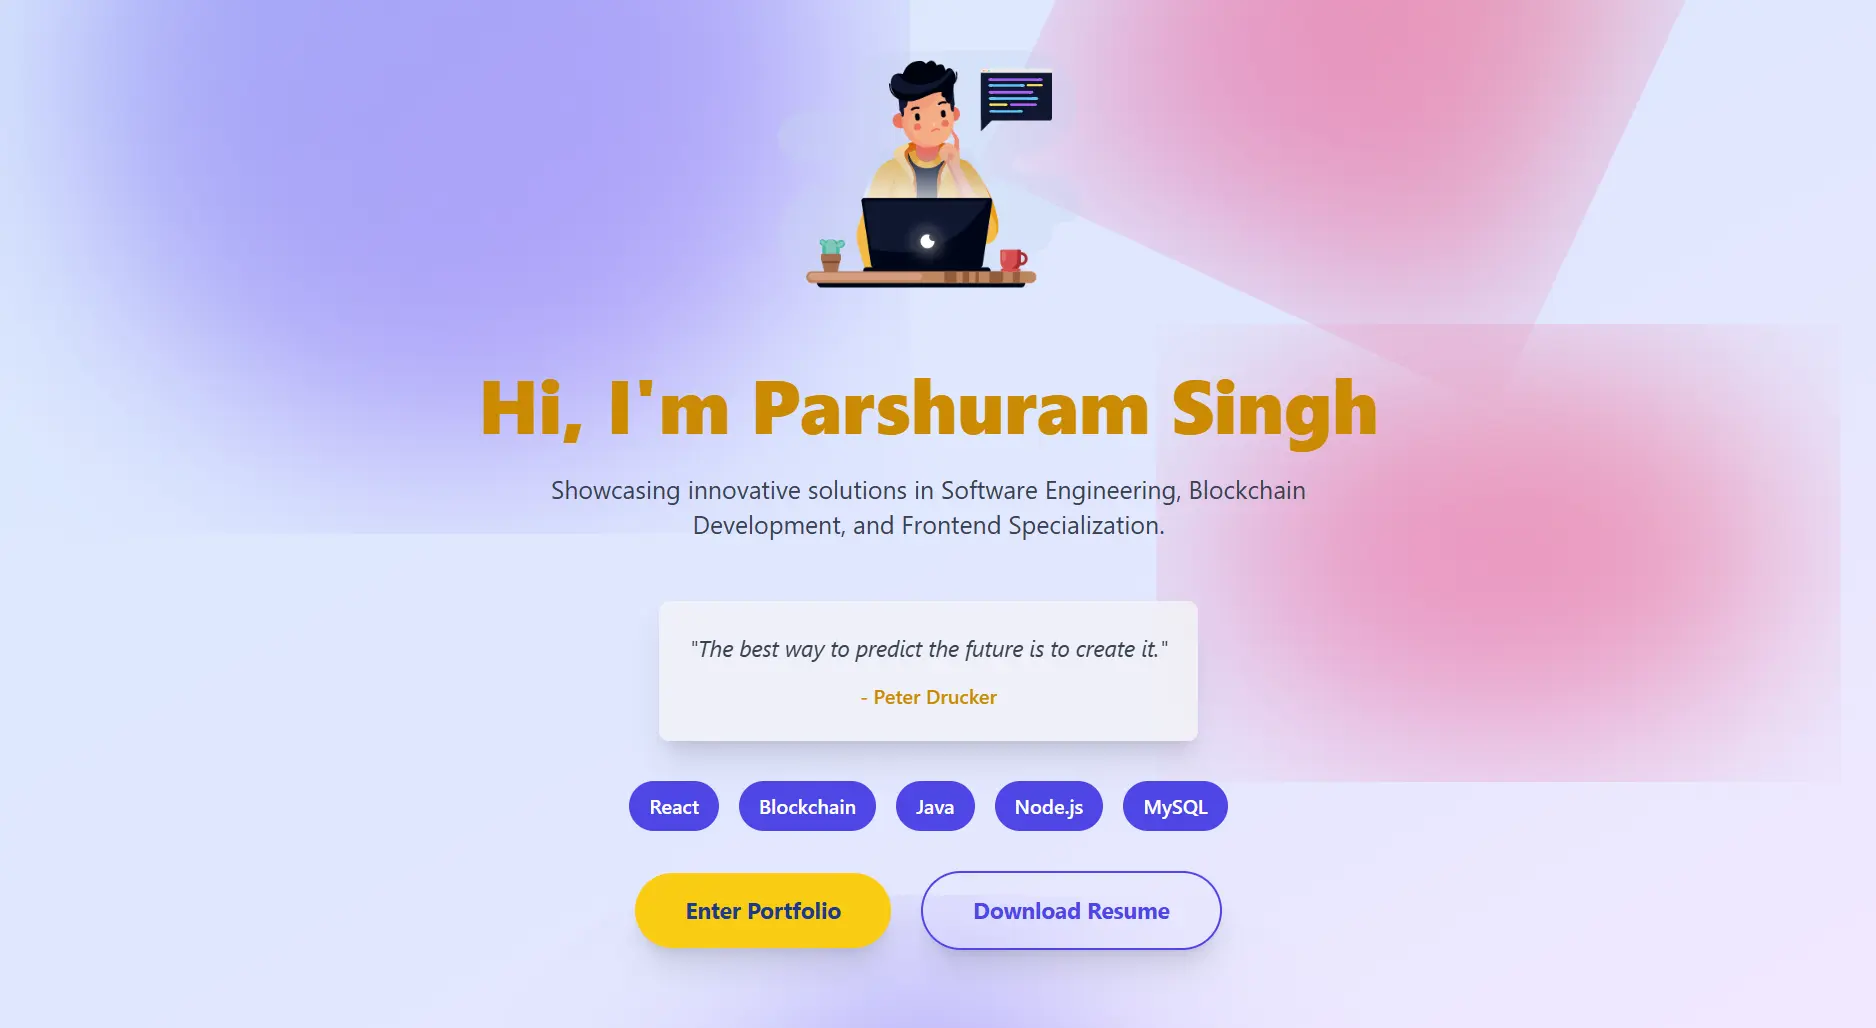 Hi, I'm Parshuram Singh
Showcasing innovative solutions in Software Engineering, Blockchain
Development, and Frontend Specialization.
"The best way to predict the future is to create it."
- Peter Drucker
React Blockchain Java Node.js MySQL
Enter Portfolio Download Resume